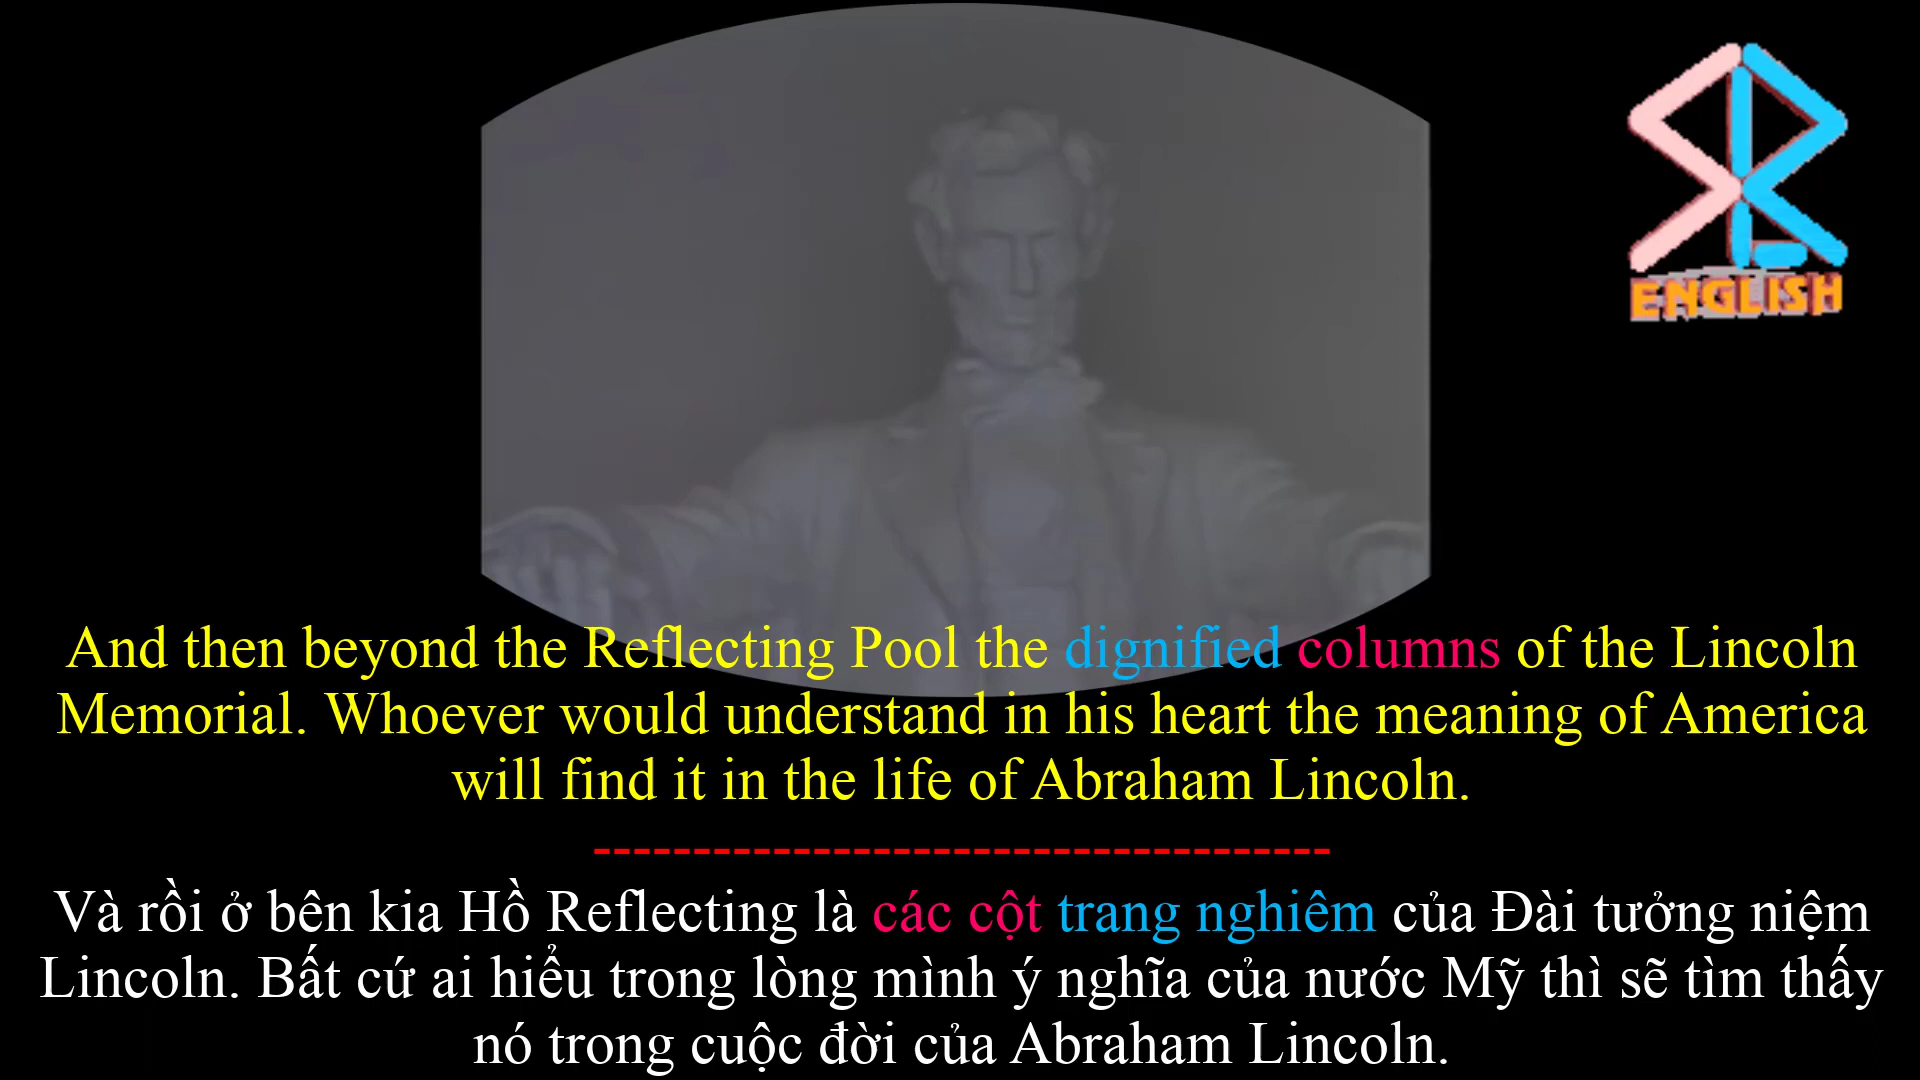 ENGLISH
And then beyond the Reflecting Pool the dignified columns of the Lincoln
Memorial. Whoever would understand in his heart the meaning of America
will find it in the life of Abraham Lincoln.
-------------------------------------
Và rồi ở bên kia Hồ Reflecting là các cột trang nghiêm của Đài tưởng niệm
Lincoln. Bất cứ ai hiểu trong lòng mình ý nghĩa của nước Mỹ thì sẽ tìm thấy
nó trong cuộc đời của Abraham Lincoln.